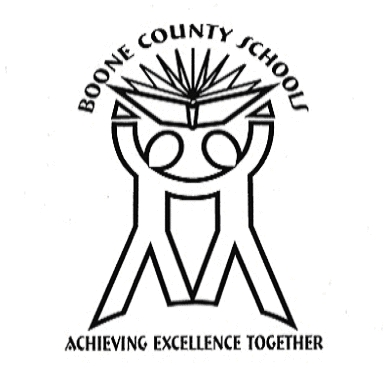 BOONE COUNTY SCHOOLS
ACHIEVING EXCELLENCE TOGETHER